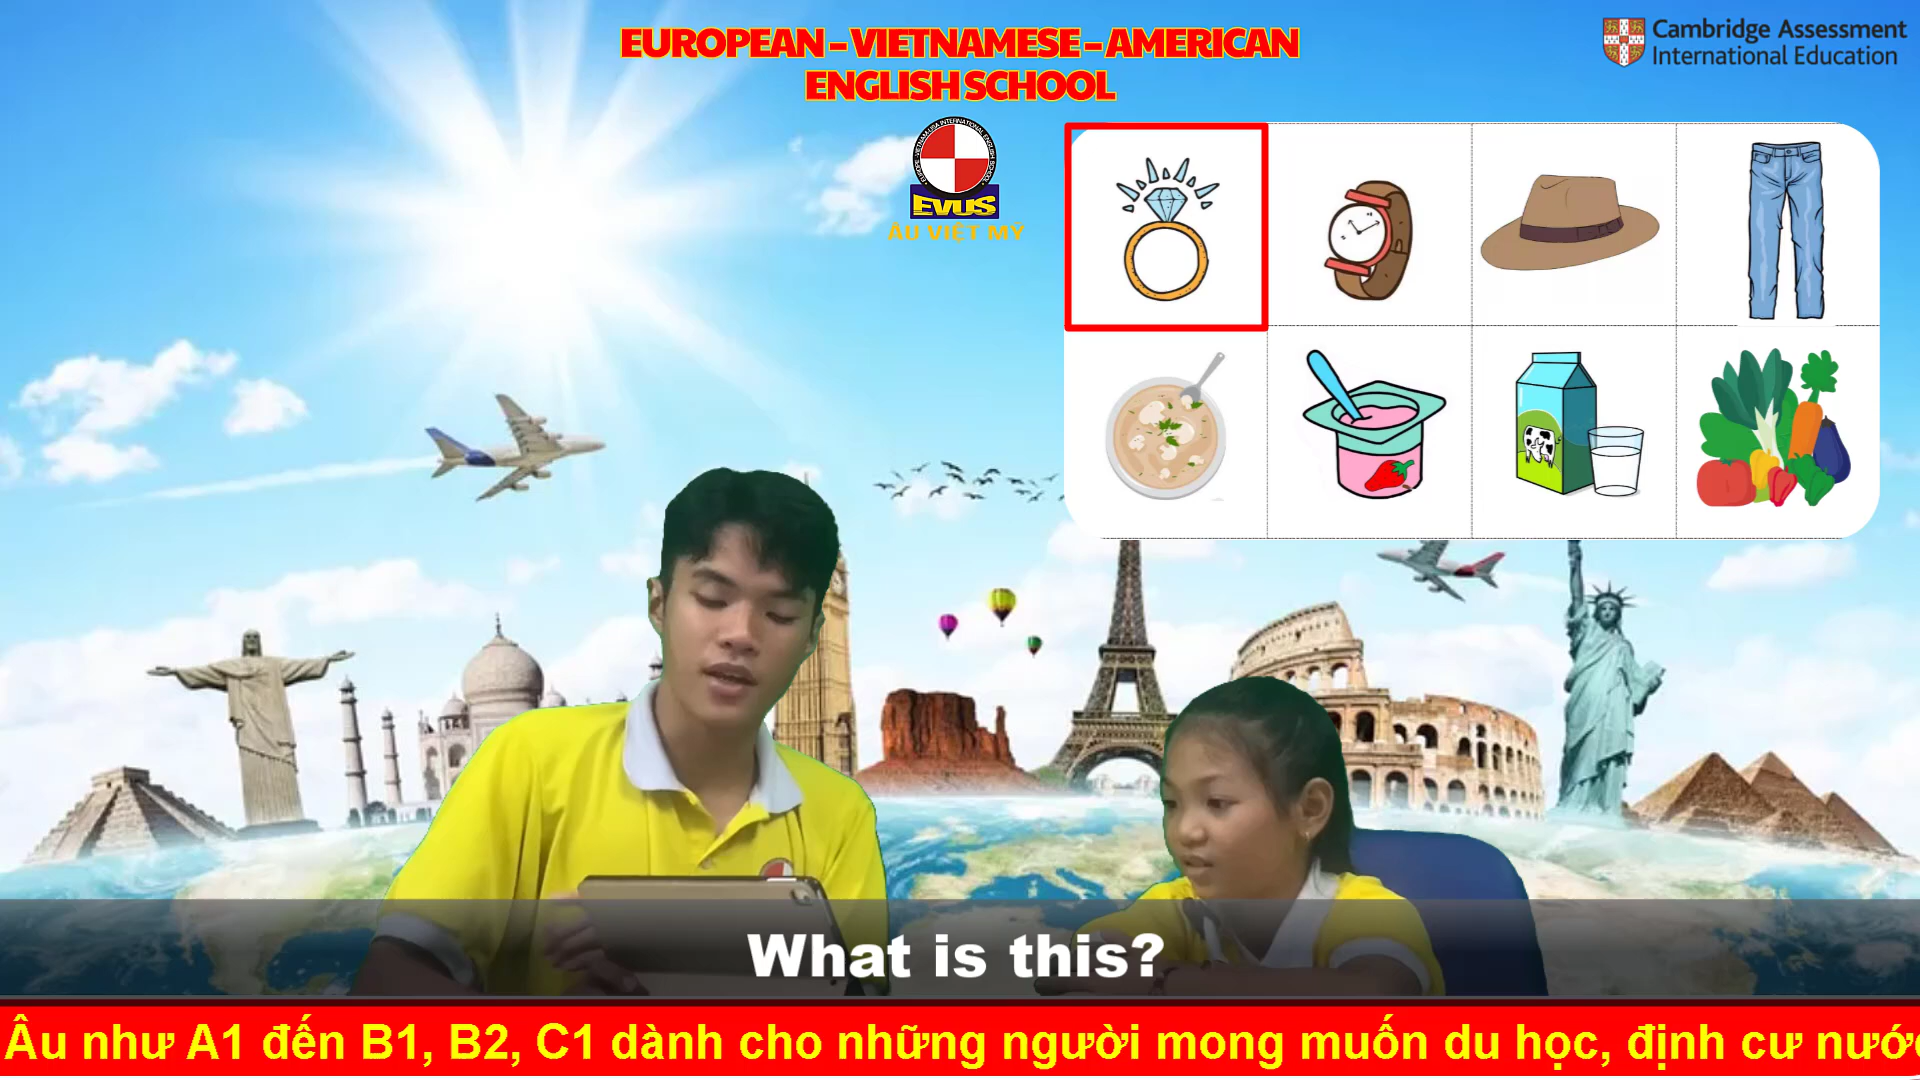 EUROPEAN - VIETNAMESE - AMERICAN
ENGLISH SCHOOL
Cambridge Assessment
International Education
EVUS
ÂU VIỆT MỸ
What is this?
Âu như A1 đến B1, B2, C1 dành cho những người mong muốn du học, định cư nước